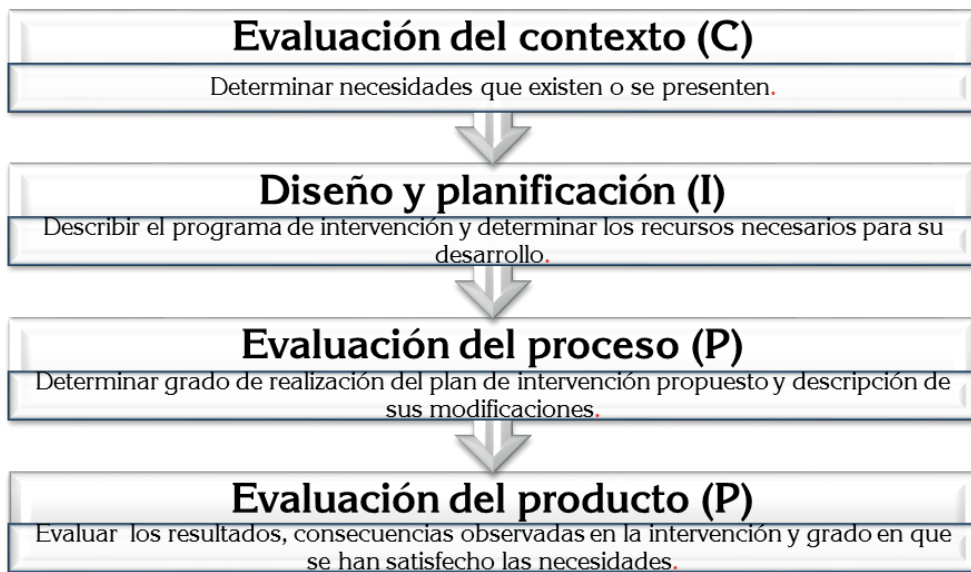 Evaluación del contexto (C)
Determinar necesidades que existen o se presenten.
Diseño y planificación (I)
Describir el programa de intervención y determinar los recursos necesarios para su
desarrollo.
Evaluación del proceso (P)
Determinar grado de realización del plan de intervención propuesto y descripción de
sus modificaciones.
Evaluación del producto (P)
Evaluar los resultados, consecuencias observadas en la intervención y grado en que
se han satisfecho las necesidades.